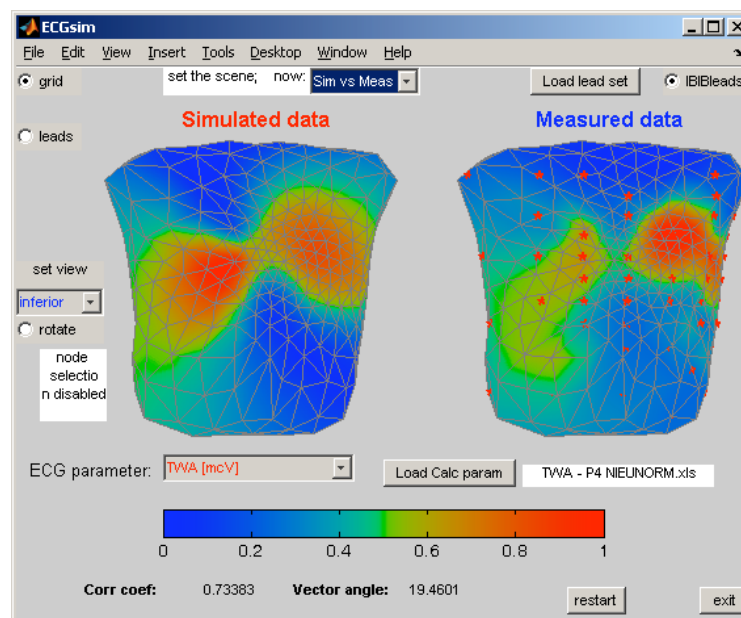 ECGsim
File Edit View Insert Tools Desktop Window Help
grid
set the scene; now: Sim vs Meas
Load lead set
IBIBleads
Simulated data
Measured data
leads
set view
inferior
rotate
node
selectio
n disabled
ECG parameter: TWA [mcV]
Load Calc param
TWA - P4 NIEUNORM.xls
0 0.2 0.4 0.6 0.8 1
Corr coef: 0.73383 Vector angle: 19.4601
restart
exit